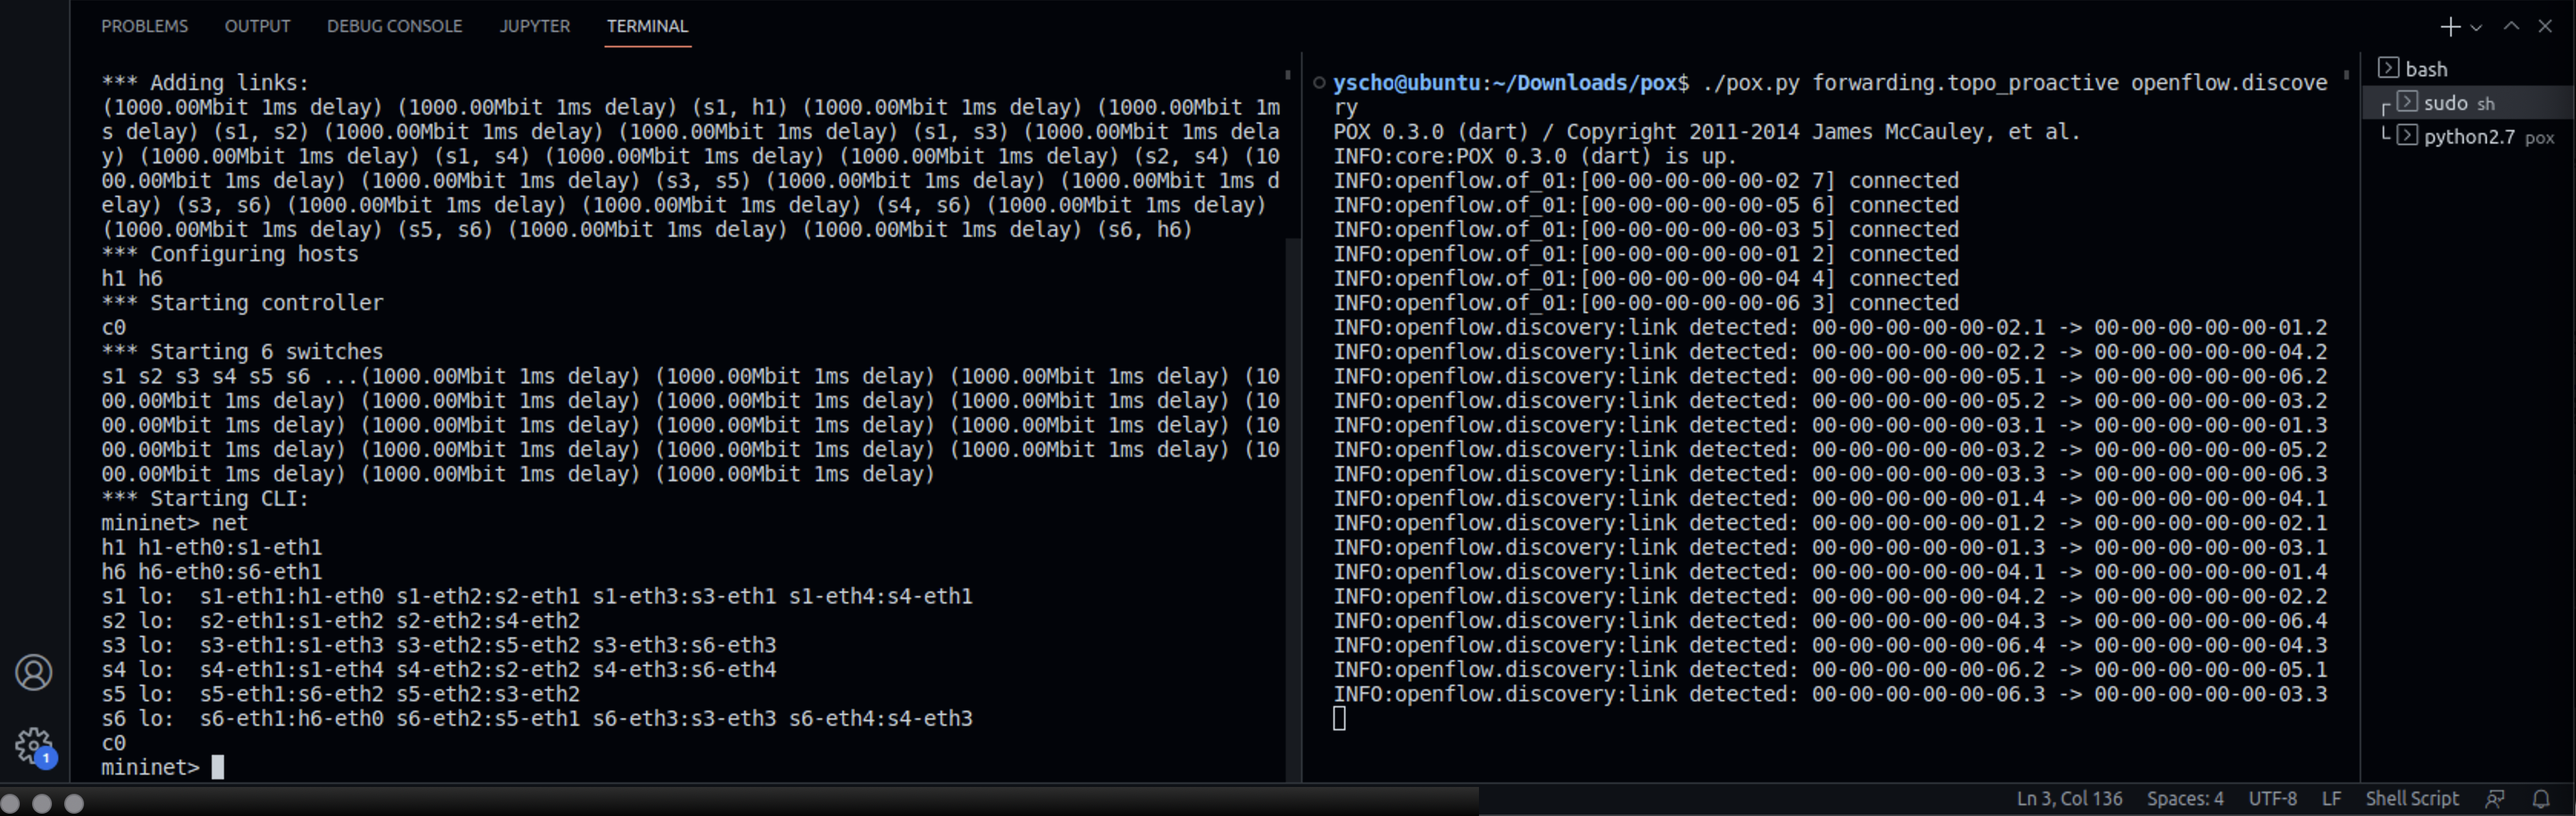 PROBLEMS OUTPUT DEBUG CONSOLE JUPYTER TERMINAL
*** Adding links:
(1000.00Mbit 1ms delay) (1000.00Mbit 1ms delay) (s1, h1) (1000.00Mbit 1ms delay) (1000.00Mbit 1m
s delay) (s1, s2) (1000.00Mbit 1ms delay) (1000.00Mbit 1ms delay) (s1, s3) (1000.00Mbit 1ms dela
y) (1000.00Mbit 1ms delay) (s1, s4) (1000.00Mbit 1ms delay) (1000.00Mbit 1ms delay) (s2, s4) (10
00.00Mbit 1ms delay) (1000.00Mbit 1ms delay) (s3, s5) (1000.00Mbit 1ms delay) (1000.00Mbit 1ms d
elay) (s3, s6) (1000.00Mbit 1ms delay) (1000.00Mbit 1ms delay) (s4, s6) (1000.00Mbit 1ms delay)
(1000.00Mbit 1ms delay) (s5, s6) (1000.00Mbit 1ms delay) (1000.00Mbit 1ms delay) (s6, h6)
*** Configuring hosts
h1 h6
*** Starting controller
c0
*** Starting 6 switches
s1 s2 s3 s4 s5 s6 ...(1000.00Mbit 1ms delay) (1000.00Mbit 1ms delay) (1000.00Mbit 1ms delay) (10
00.00Mbit 1ms delay) (1000.00Mbit 1ms delay) (1000.00Mbit 1ms delay) (1000.00Mbit 1ms delay) (10
00.00Mbit 1ms delay) (1000.00Mbit 1ms delay) (1000.00Mbit 1ms delay) (1000.00Mbit 1ms delay) (10
00.00Mbit 1ms delay) (1000.00Mbit 1ms delay) (1000.00Mbit 1ms delay) (1000.00Mbit 1ms delay) (10
00.00Mbit 1ms delay) (1000.00Mbit 1ms delay) (1000.00Mbit 1ms delay)
*** Starting CLI:
mininet> net
h1 h1-eth0:s1-eth1
h6 h6-eth0:s6-eth1
s1 lo:  s1-eth1:h1-eth0 s1-eth2:s2-eth1 s1-eth3:s3-eth1 s1-eth4:s4-eth1
s2 lo:  s2-eth1:s1-eth2 s2-eth2:s4-eth2
s3 lo:  s3-eth1:s1-eth3 s3-eth2:s5-eth2 s3-eth3:s6-eth3
s4 lo:  s4-eth1:s1-eth4 s4-eth2:s2-eth2 s4-eth3:s6-eth4
s5 lo:  s5-eth1:s6-eth2 s5-eth2:s3-eth2
s6 lo:  s6-eth1:h6-eth0 s6-eth2:s5-eth1 s6-eth3:s3-eth3 s6-eth4:s4-eth3
c0
mininet>
yscho@ubuntu:~/Downloads/pox$ ./pox.py forwarding.topo_proactive openflow.discove
ry
POX 0.3.0 (dart) / Copyright 2011-2014 James McCauley, et al.
INFO:core:POX 0.3.0 (dart) is up.
INFO:openflow.of_01:[00-00-00-00-00-02 7] connected
INFO:openflow.of_01:[00-00-00-00-00-05 6] connected
INFO:openflow.of_01:[00-00-00-00-00-03 5] connected
INFO:openflow.of_01:[00-00-00-00-00-01 2] connected
INFO:openflow.of_01:[00-00-00-00-00-04 4] connected
INFO:openflow.of_01:[00-00-00-00-00-06 3] connected
INFO:openflow.discovery:link detected: 00-00-00-00-00-02.1 -> 00-00-00-00-00-01.2
INFO:openflow.discovery:link detected: 00-00-00-00-00-02.2 -> 00-00-00-00-00-04.2
INFO:openflow.discovery:link detected: 00-00-00-00-00-05.1 -> 00-00-00-00-00-06.2
INFO:openflow.discovery:link detected: 00-00-00-00-00-05.2 -> 00-00-00-00-00-03.2
INFO:openflow.discovery:link detected: 00-00-00-00-00-03.1 -> 00-00-00-00-00-01.3
INFO:openflow.discovery:link detected: 00-00-00-00-00-03.2 -> 00-00-00-00-00-05.2
INFO:openflow.discovery:link detected: 00-00-00-00-00-03.3 -> 00-00-00-00-00-06.3
INFO:openflow.discovery:link detected: 00-00-00-00-00-01.4 -> 00-00-00-00-00-04.1
INFO:openflow.discovery:link detected: 00-00-00-00-00-01.2 -> 00-00-00-00-00-02.1
INFO:openflow.discovery:link detected: 00-00-00-00-00-01.3 -> 00-00-00-00-00-03.1
INFO:openflow.discovery:link detected: 00-00-00-00-00-04.1 -> 00-00-00-00-00-01.4
INFO:openflow.discovery:link detected: 00-00-00-00-00-04.2 -> 00-00-00-00-00-02.2
INFO:openflow.discovery:link detected: 00-00-00-00-00-04.3 -> 00-00-00-00-00-06.4
INFO:openflow.discovery:link detected: 00-00-00-00-00-06.4 -> 00-00-00-00-00-04.3
INFO:openflow.discovery:link detected: 00-00-00-00-00-06.2 -> 00-00-00-00-00-05.1
INFO:openflow.discovery:link detected: 00-00-00-00-00-06.3 -> 00-00-00-00-00-03.3
bash
sudo sh
python2.7 pox
1
Ln 3, Col 136 Spaces: 4 UTF-8 LF Shell Script